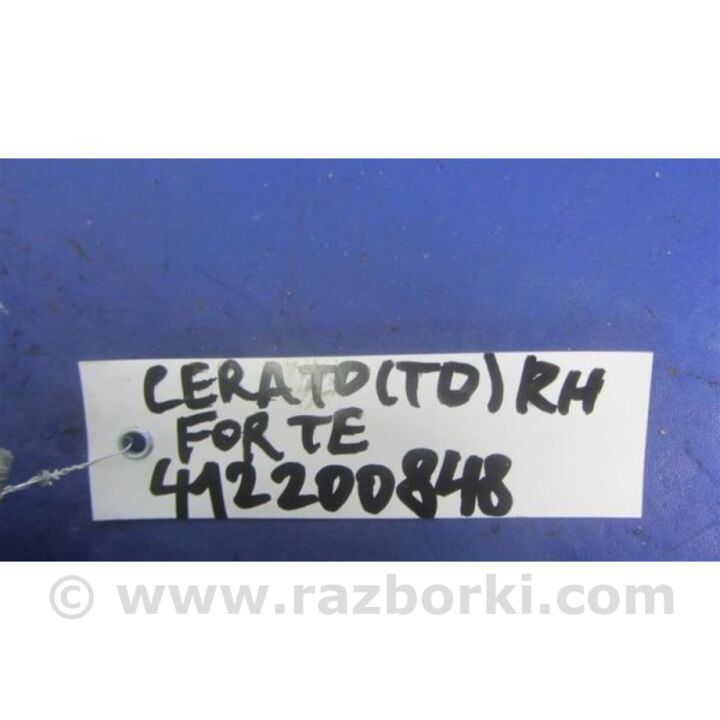 CERATO(TD) RH
FORTE
412200848
© www.razborki.com